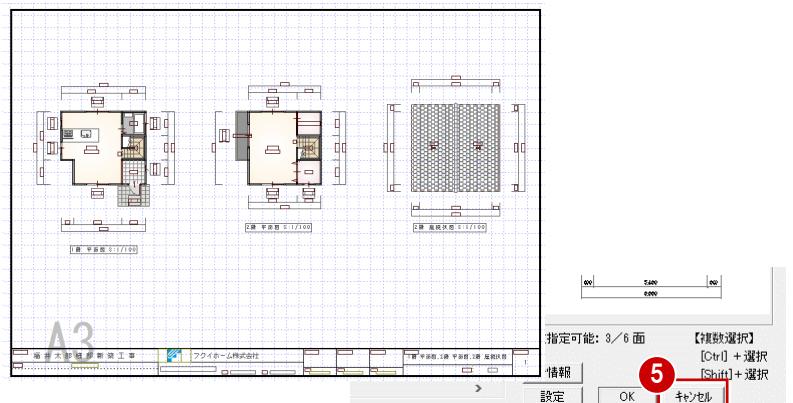 1階 平面図 S:1/100
2階 平面図 S:1/100
2階 屋根伏図 S:1/100
A3
福井太郎様邸新築工事
フクイホーム株式会社
1階 平面図,2階 平面図,2階 屋根伏図
1
指定可能: 3/6 面
【複数選択】
[Ctrl] + 選択
[Shift] + 選択
情報
5
設定
OK
キャンセル